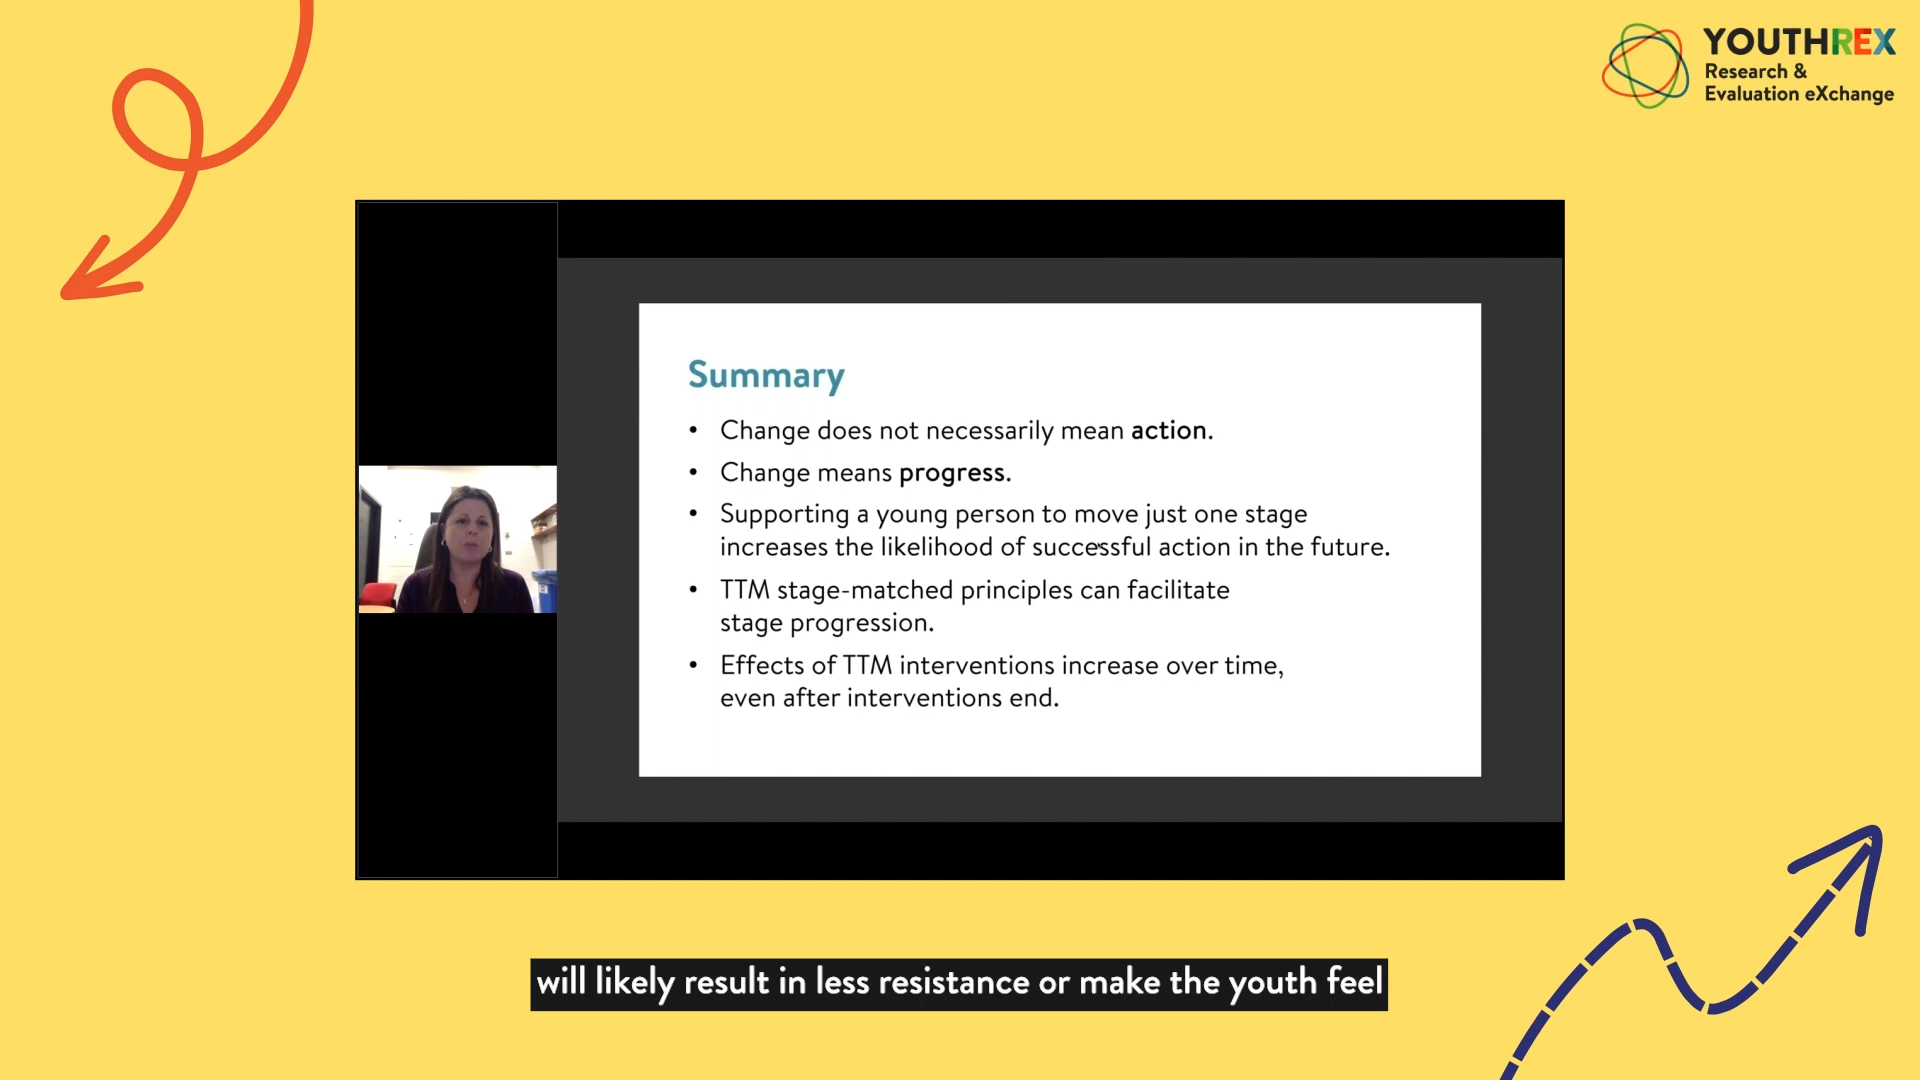 YOUTHREX
Research &
Evaluation eXchange
Summary
• Change does not necessarily mean action.
• Change means progress.
• Supporting a young person to move just one stage
increases the likelihood of successful action in the future.
• TTM stage-matched principles can facilitate
stage progression.
• Effects of TTM interventions increase over time,
even after interventions end.
will likely result in less resistance or make the youth feel